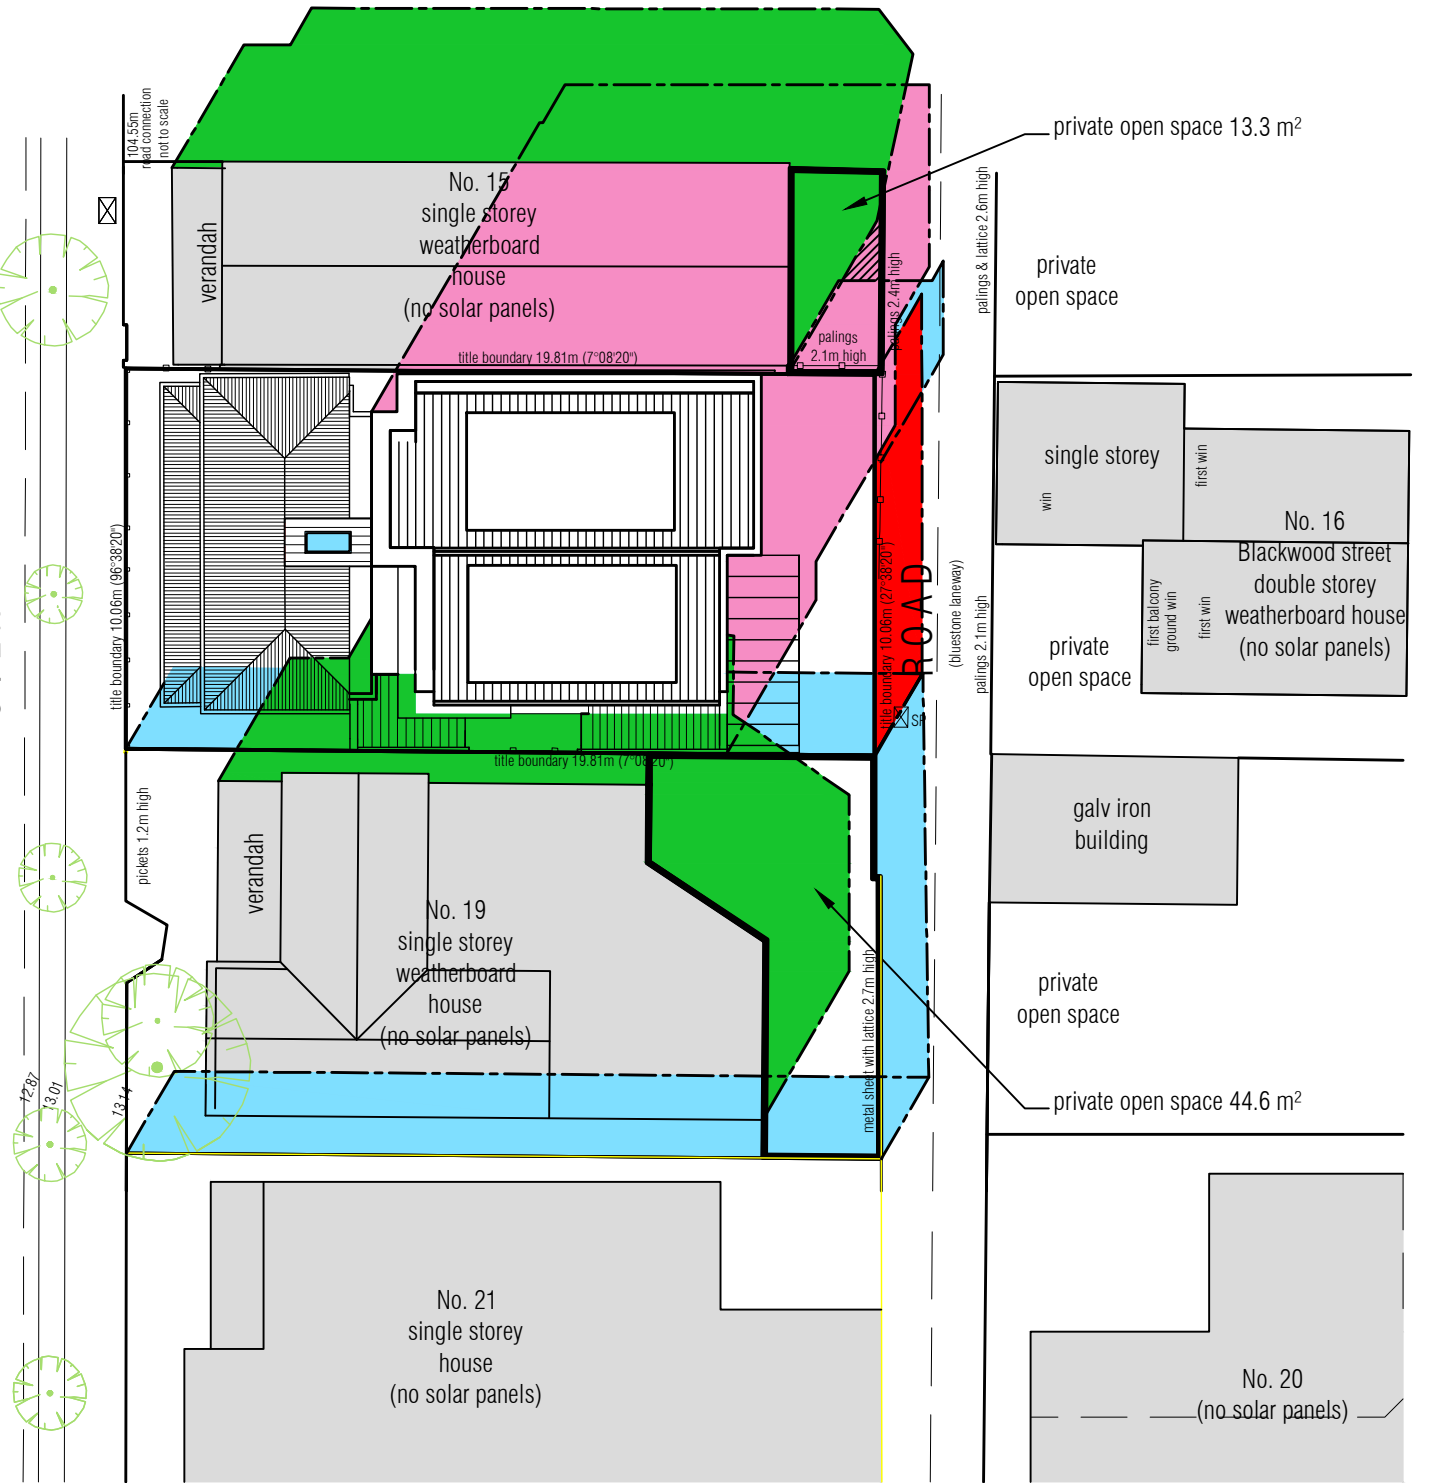 104.55m
road connection
not to scale
private open space 13.3 m²
palings & lattice 2.6m high
No. 15
single storey
weatherboard
house
(no solar panels)
verandah
palings 2.4m high
private
open space
palings
2.1m high
title boundary 19.81m (7°08'20")
single storey
win
first win
No. 16
Blackwood street
double storey
weatherboard house
(no solar panels)
first balcony
ground win
first win
title boundary 10.06m (96°38'20")
title boundary 10.06m (27°38'20")
ROAD
(bluestone laneway)
palings 2.1m high
private
open space
SP
title boundary 19.81m (7°08'20")
pickets 1.2m high
verandah
galv iron
building
No. 19
single storey
weatherboard
house
(no solar panels)
metal sheet with lattice 2.7m high
private
open space
12.87
13.01
13.14
private open space 44.6 m²
No. 21
single storey
house
(no solar panels)
No. 20
(no solar panels)